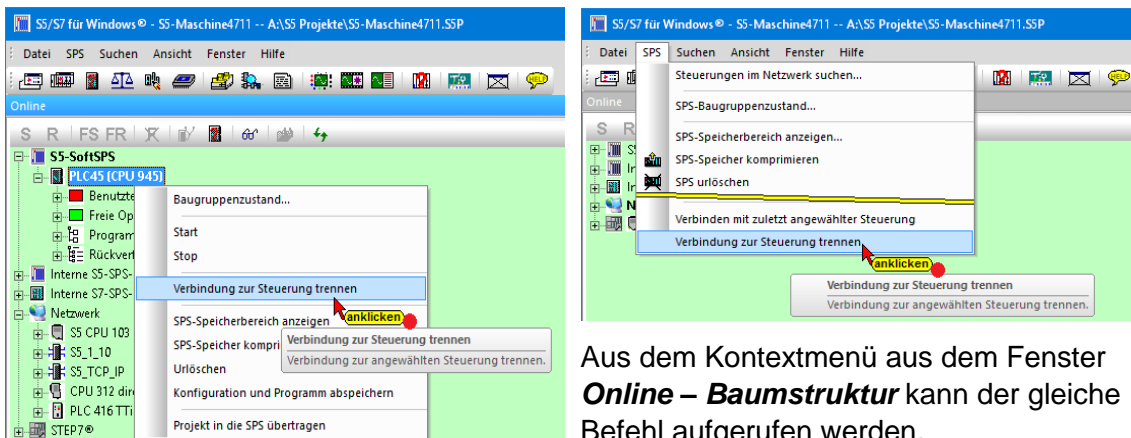 S5/S7 für Windows® - S5-Maschine4711 -- A:\S5 Projekte\S5-Maschine4711.S5P
Datei SPS Suchen Ansicht Fenster Hilfe
HELP
Online
S R FS FR
S5-SoftSPS
PLC45 (CPU 945)
Benutzte
Freie Op
Program
Rückver
Interne S5-SPS-
Interne S7-SPS-
Netzwerk
S5 CPU 103
S5_1_10
S5_TCP_IP
CPU 312 dir
PLC 416 TTi
STEP7®
Baugruppenzustand...
Start
Stop
Verbindung zur Steuerung trennen
anklicken
SPS-Speicherbereich anzeigen
SPS-Speicher kompri
Verbindung zur Steuerung trennen
Verbindung zur angewählten Steuerung trennen.
Urlöschen
Konfiguration und Programm abspeichern
Projekt in die SPS übertragen
S5/S7 für Windows® - S5-Maschine4711 -- A:\S5 Projekte\S5-Maschine4711.S5P
Datei SPS Suchen Ansicht Fenster Hilfe
HELP
Online
S R
Steuerungen im Netzwerk suchen...
SPS-Baugruppenzustand...
SPS-Speicherbereich anzeigen...
SPS-Speicher komprimieren
SPS urlöschen
Verbinden mit zuletzt angewählter Steuerung
Verbindung zur Steuerung trennen
anklicken
Verbindung zur Steuerung trennen
Verbindung zur angewählten Steuerung trennen.
Aus dem Kontextmenü aus dem Fenster
Online – Baumstruktur kann der gleiche
Befehl aufgerufen werden.